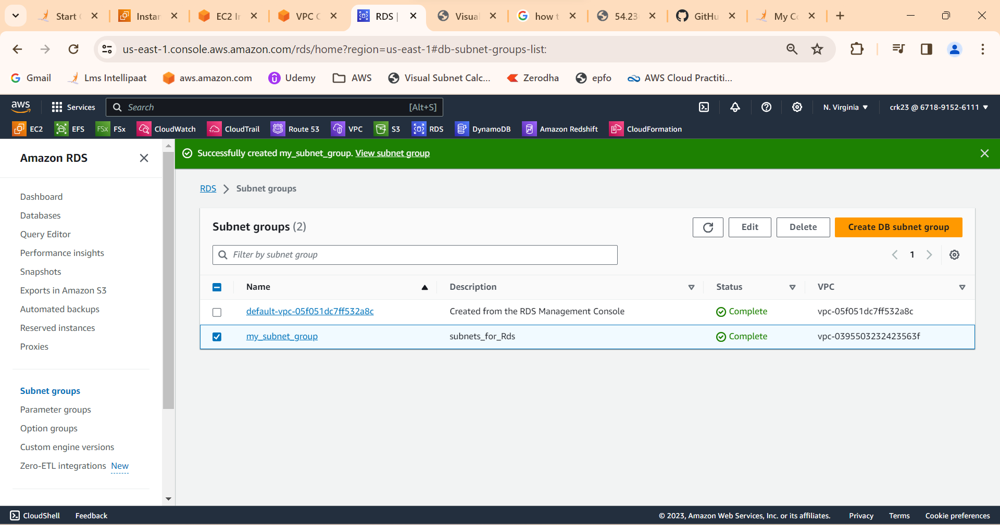 Start
Instar
EC2 In
VPC
RDS |
Visual
how t
54.23
GitHu
My Co
us-east-1.console.aws.amazon.com/rds/home?region=us-east-1#db-subnet-groups-list:
Gmail
Lms Intellipaat
aws.amazon.com
Udemy
AWS
Visual Subnet Calc...
Zerodha
epfo
AWS Cloud Practiti...
aws
Services
Search
[Alt+S]
N. Virginia
crk23 @ 6718-9152-6111
EC2
EFS
FSx
FSx
CloudWatch
CloudTrail
Route 53
VPC
S3
RDS
DynamoDB
Amazon Redshift
CloudFormation
Amazon RDS
Dashboard
Databases
Query Editor
Performance insights
Snapshots
Exports in Amazon S3
Automated backups
Reserved instances
Proxies
Subnet groups
Parameter groups
Option groups
Custom engine versions
Zero-ETL integrations New
Successfully created my_subnet_group. View subnet group
RDS > Subnet groups
Subnet groups (2)
Edit
Delete
Create DB subnet group
Filter by subnet group
1
Name
Description
Status
VPC
default-vpc-05f051dc7ff532a8c
Created from the RDS Management Console
Complete
vpc-05f051dc7ff532a8c
my_subnet_group
subnets_for_Rds
Complete
vpc-0395503232423563f
CloudShell
Feedback
© 2023, Amazon Web Services, Inc. or its affiliates.
Privacy
Terms
Cookie preferences